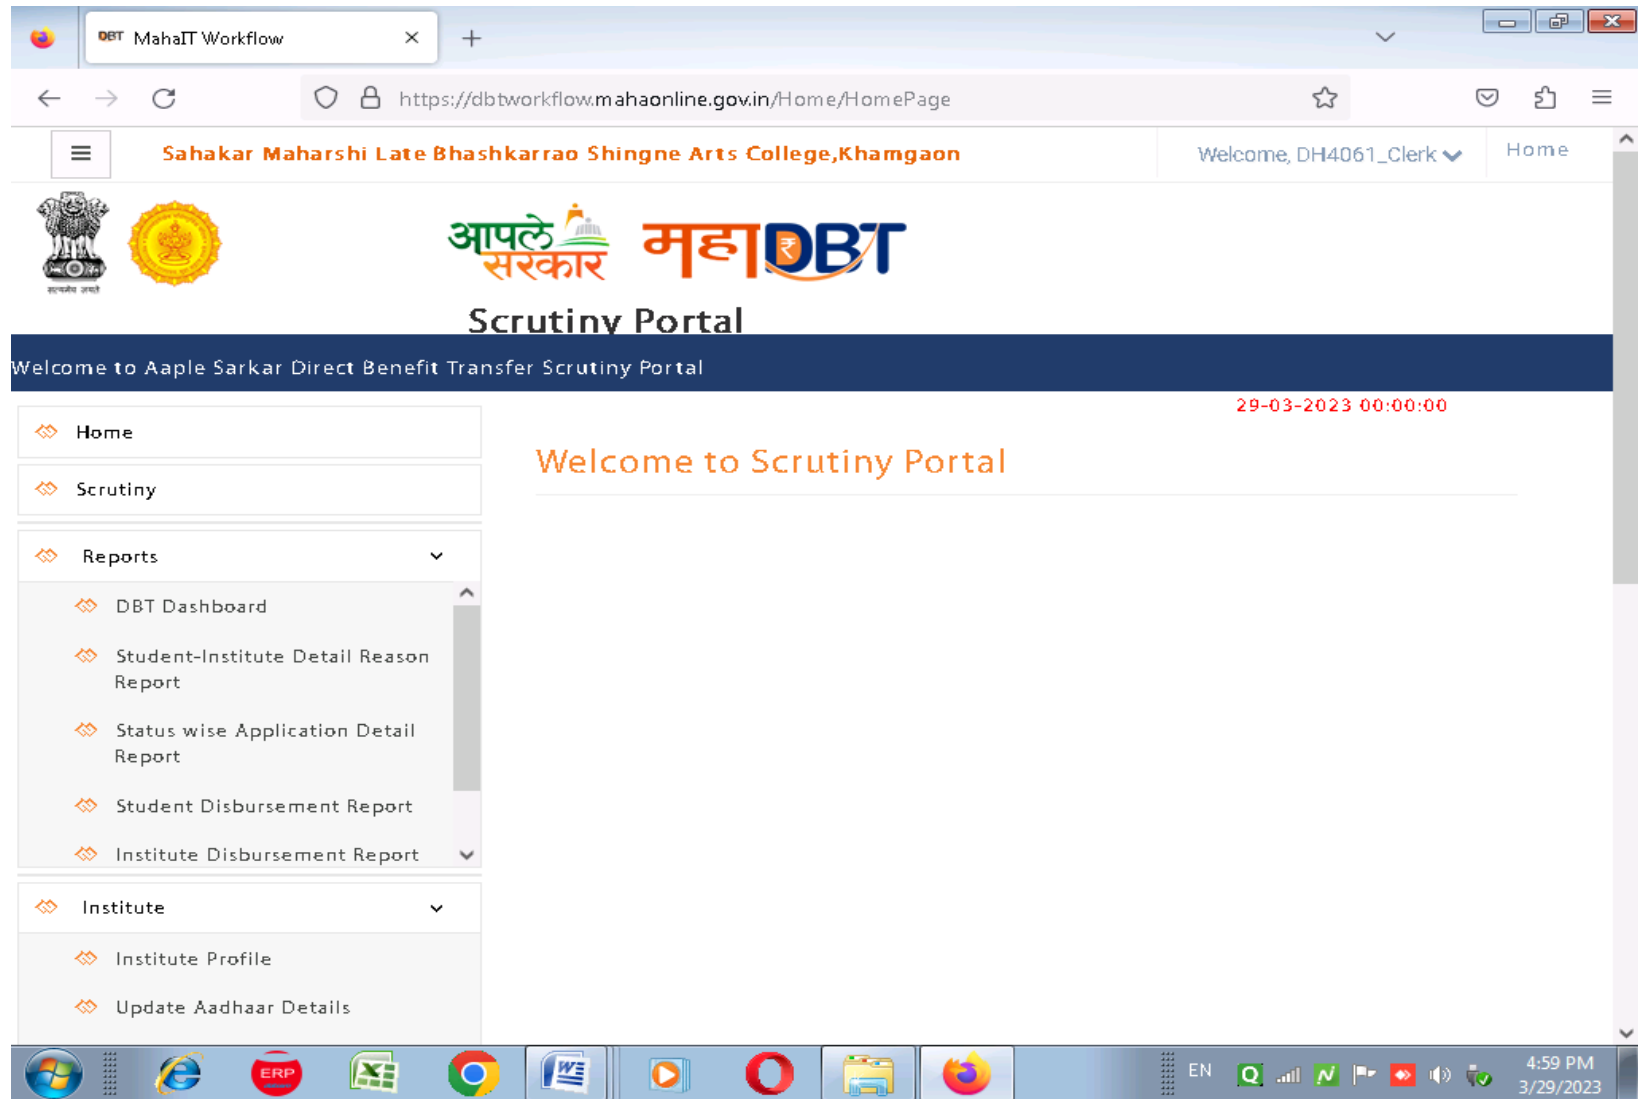 DBT MahaIT Workflow
https://dbtworkflow.mahaonline.gov.in/Home/HomePage
Sahakar Maharshi Late Bhashkarrao Shingne Arts College,Khamgaon
Welcome, DH4061_Clerk
Home
सत्यमेव जयते
आपले सरकार
महाDBT
Scrutiny Portal
Welcome to Aaple Sarkar Direct Benefit Transfer Scrutiny Portal
29-03-2023 00:00:00
Home
Welcome to Scrutiny Portal
Scrutiny
Reports
DBT Dashboard
Student-Institute Detail Reason
Report
Status wise Application Detail
Report
Student Disbursement Report
Institute Disbursement Report
Institute
Institute Profile
Update Aadhaar Details
ERP
EN
4:59 PM
3/29/2023